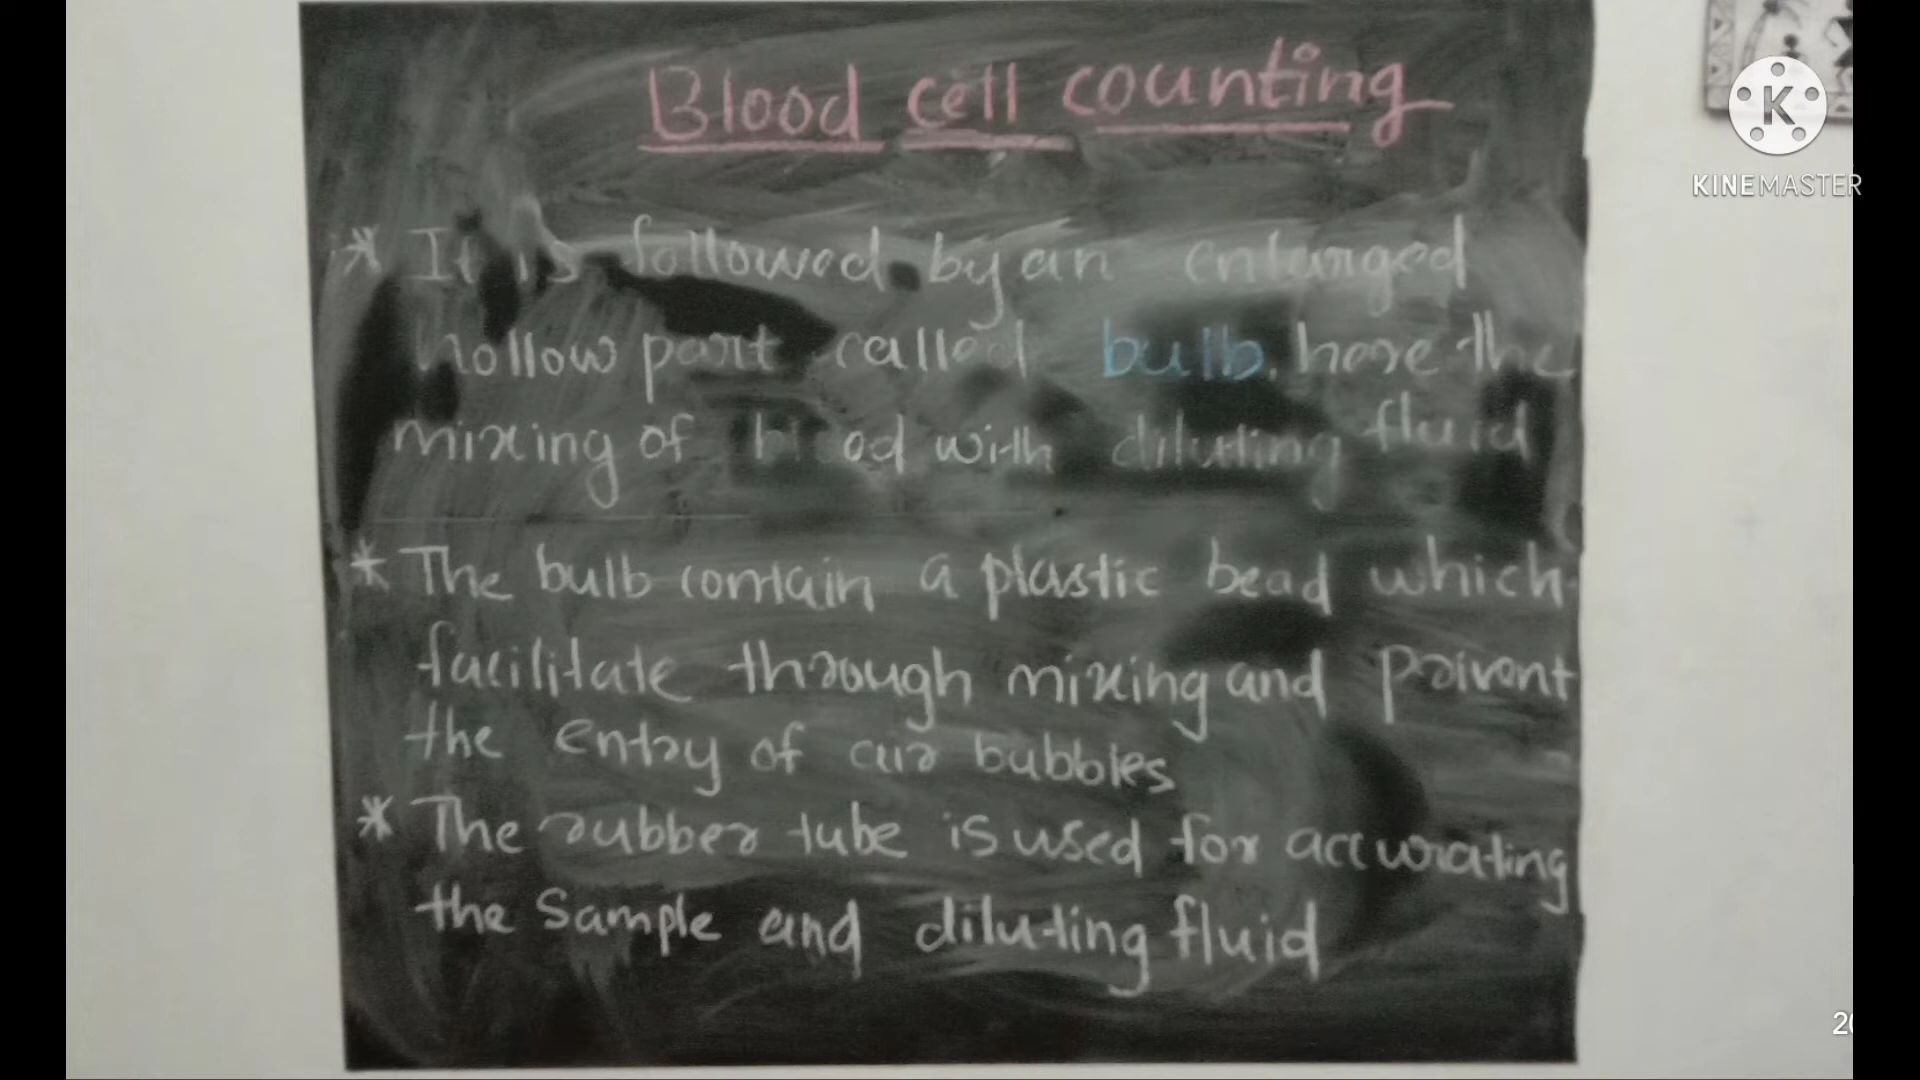 Blood cell counting
* It is followed by an enlarged
hollow part called bulb. here the
mixing of blood with diluting fluid
* The bulb contain a plastic bead which
facilitate through mixing and privent
the entry of air bubbles
* The rubber tube is used for accurating
the sample and diluting fluid
K
KINEMASTER